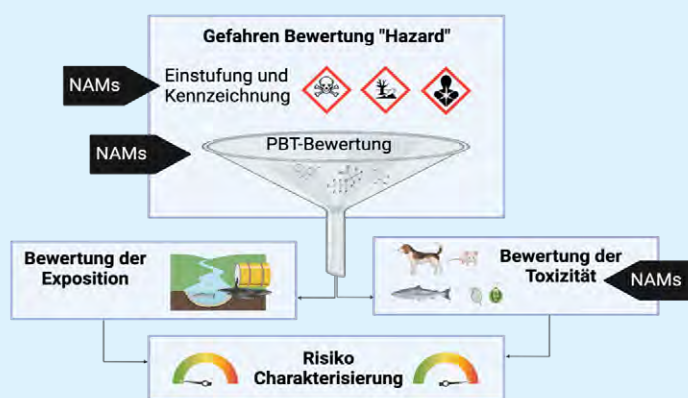 Gefahren Bewertung "Hazard"
NAMs
Einstufung und
Kennzeichnung
NAMs
PBT-Bewertung
Bewertung der
Exposition
Bewertung der
Toxizität
NAMs
Risiko
Charakterisierung